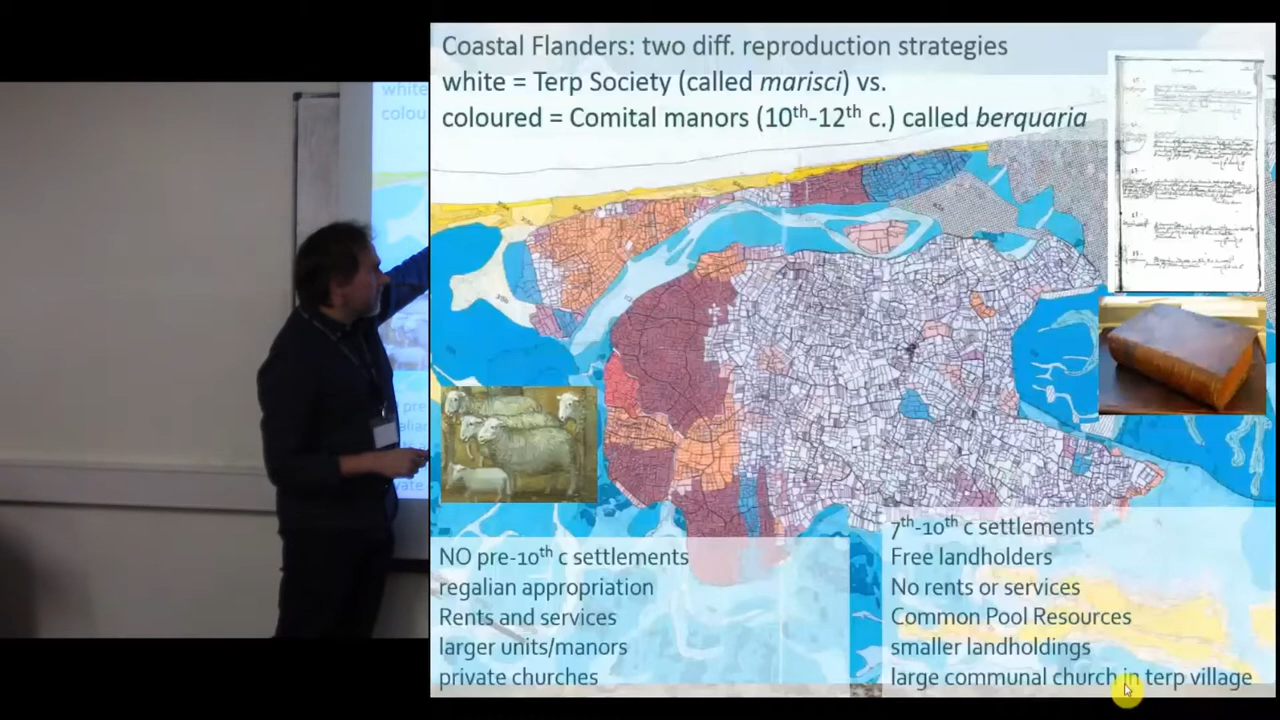 Coastal Flanders: two diff. reproduction strategies
white = Terp Society (called marisci) vs.
coloured = Comital manors (10th-12th c.) called berquaria
NO pre-10th c settlements
regalian appropriation
Rents and services
larger units/manors
private churches
7th-10th c settlements
Free landholders
No rents or services
Common Pool Resources
smaller landholdings
large communal church in terp village
white
colou